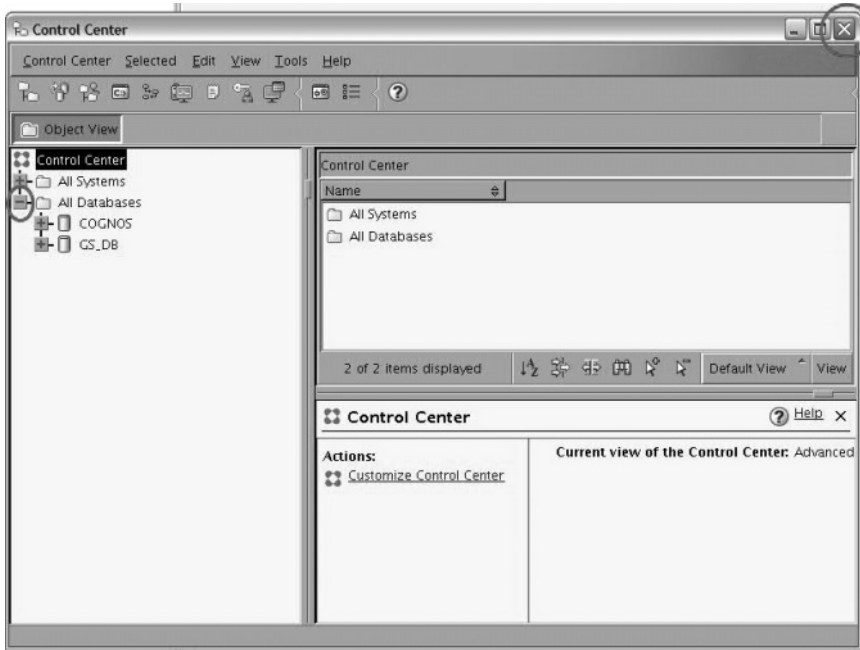 Control Center
Control Center Selected Edit View Tools Help
Object View
Control Center
All Systems
All Databases
COGNOS
GS_DB
Control Center
Name
All Systems
All Databases
2 of 2 items displayed Default View View
Control Center Help
Actions:
Customize Control Center
Current view of the Control Center: Advanced